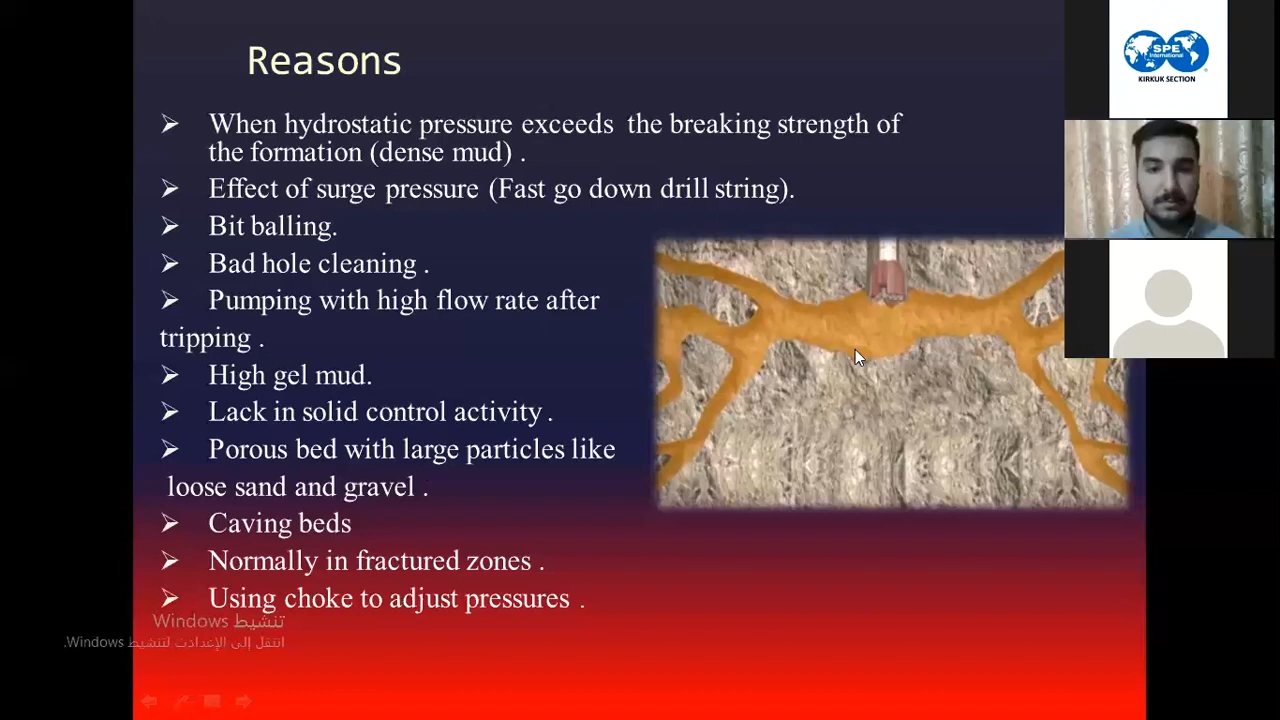 Reasons
When hydrostatic pressure exceeds the breaking strength of
the formation (dense mud) .
Effect of surge pressure (Fast go down drill string).
Bit balling.
Bad hole cleaning .
Pumping with high flow rate after
tripping .
High gel mud.
Lack in solid control activity .
Porous bed with large particles like
loose sand and gravel .
Caving beds
Normally in fractured zones .
Using choke to adjust pressures .
تنشيط Windows
انتقل إلى الإعدادت لتنشيط Windows.
SPE
International
KIRKUK SECTION